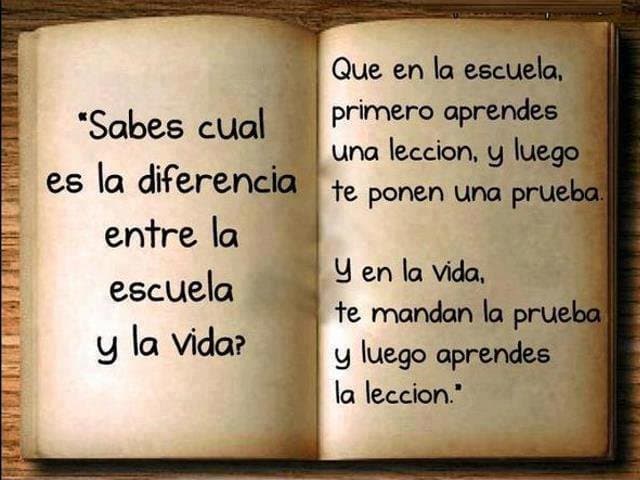 "Sabes cual
es la diferencia
entre la
escuela
y la vida?
Que en la escuela,
primero aprendes
una leccion, y luego
te ponen una prueba.
Y en la vida,
te mandan la prueba
y luego aprendes
la leccion."